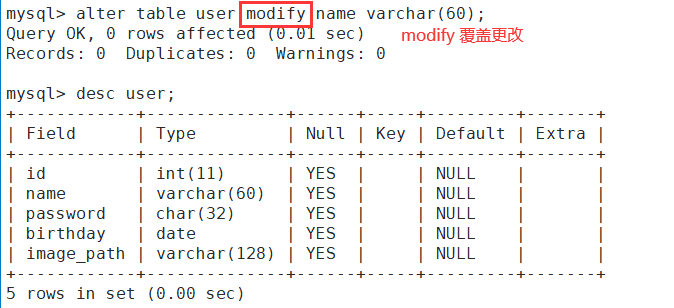 mysql> alter table user modify name varchar(60);
Query OK, 0 rows affected (0.01 sec) modify 覆盖更改
Records: 0  Duplicates: 0  Warnings: 0
mysql> desc user;
+------------+--------------+------+-----+---------+-------+
| Field      | Type         | Null | Key | Default | Extra |
+------------+--------------+------+-----+---------+-------+
| id         | int(11)      | YES  |     | NULL    |       |
| name       | varchar(60)  | YES  |     | NULL    |       |
| password   | char(32)     | YES  |     | NULL    |       |
| birthday   | date         | YES  |     | NULL    |       |
| image_path | varchar(128) | YES  |     | NULL    |       |
+------------+--------------+------+-----+---------+-------+
5 rows in set (0.00 sec)